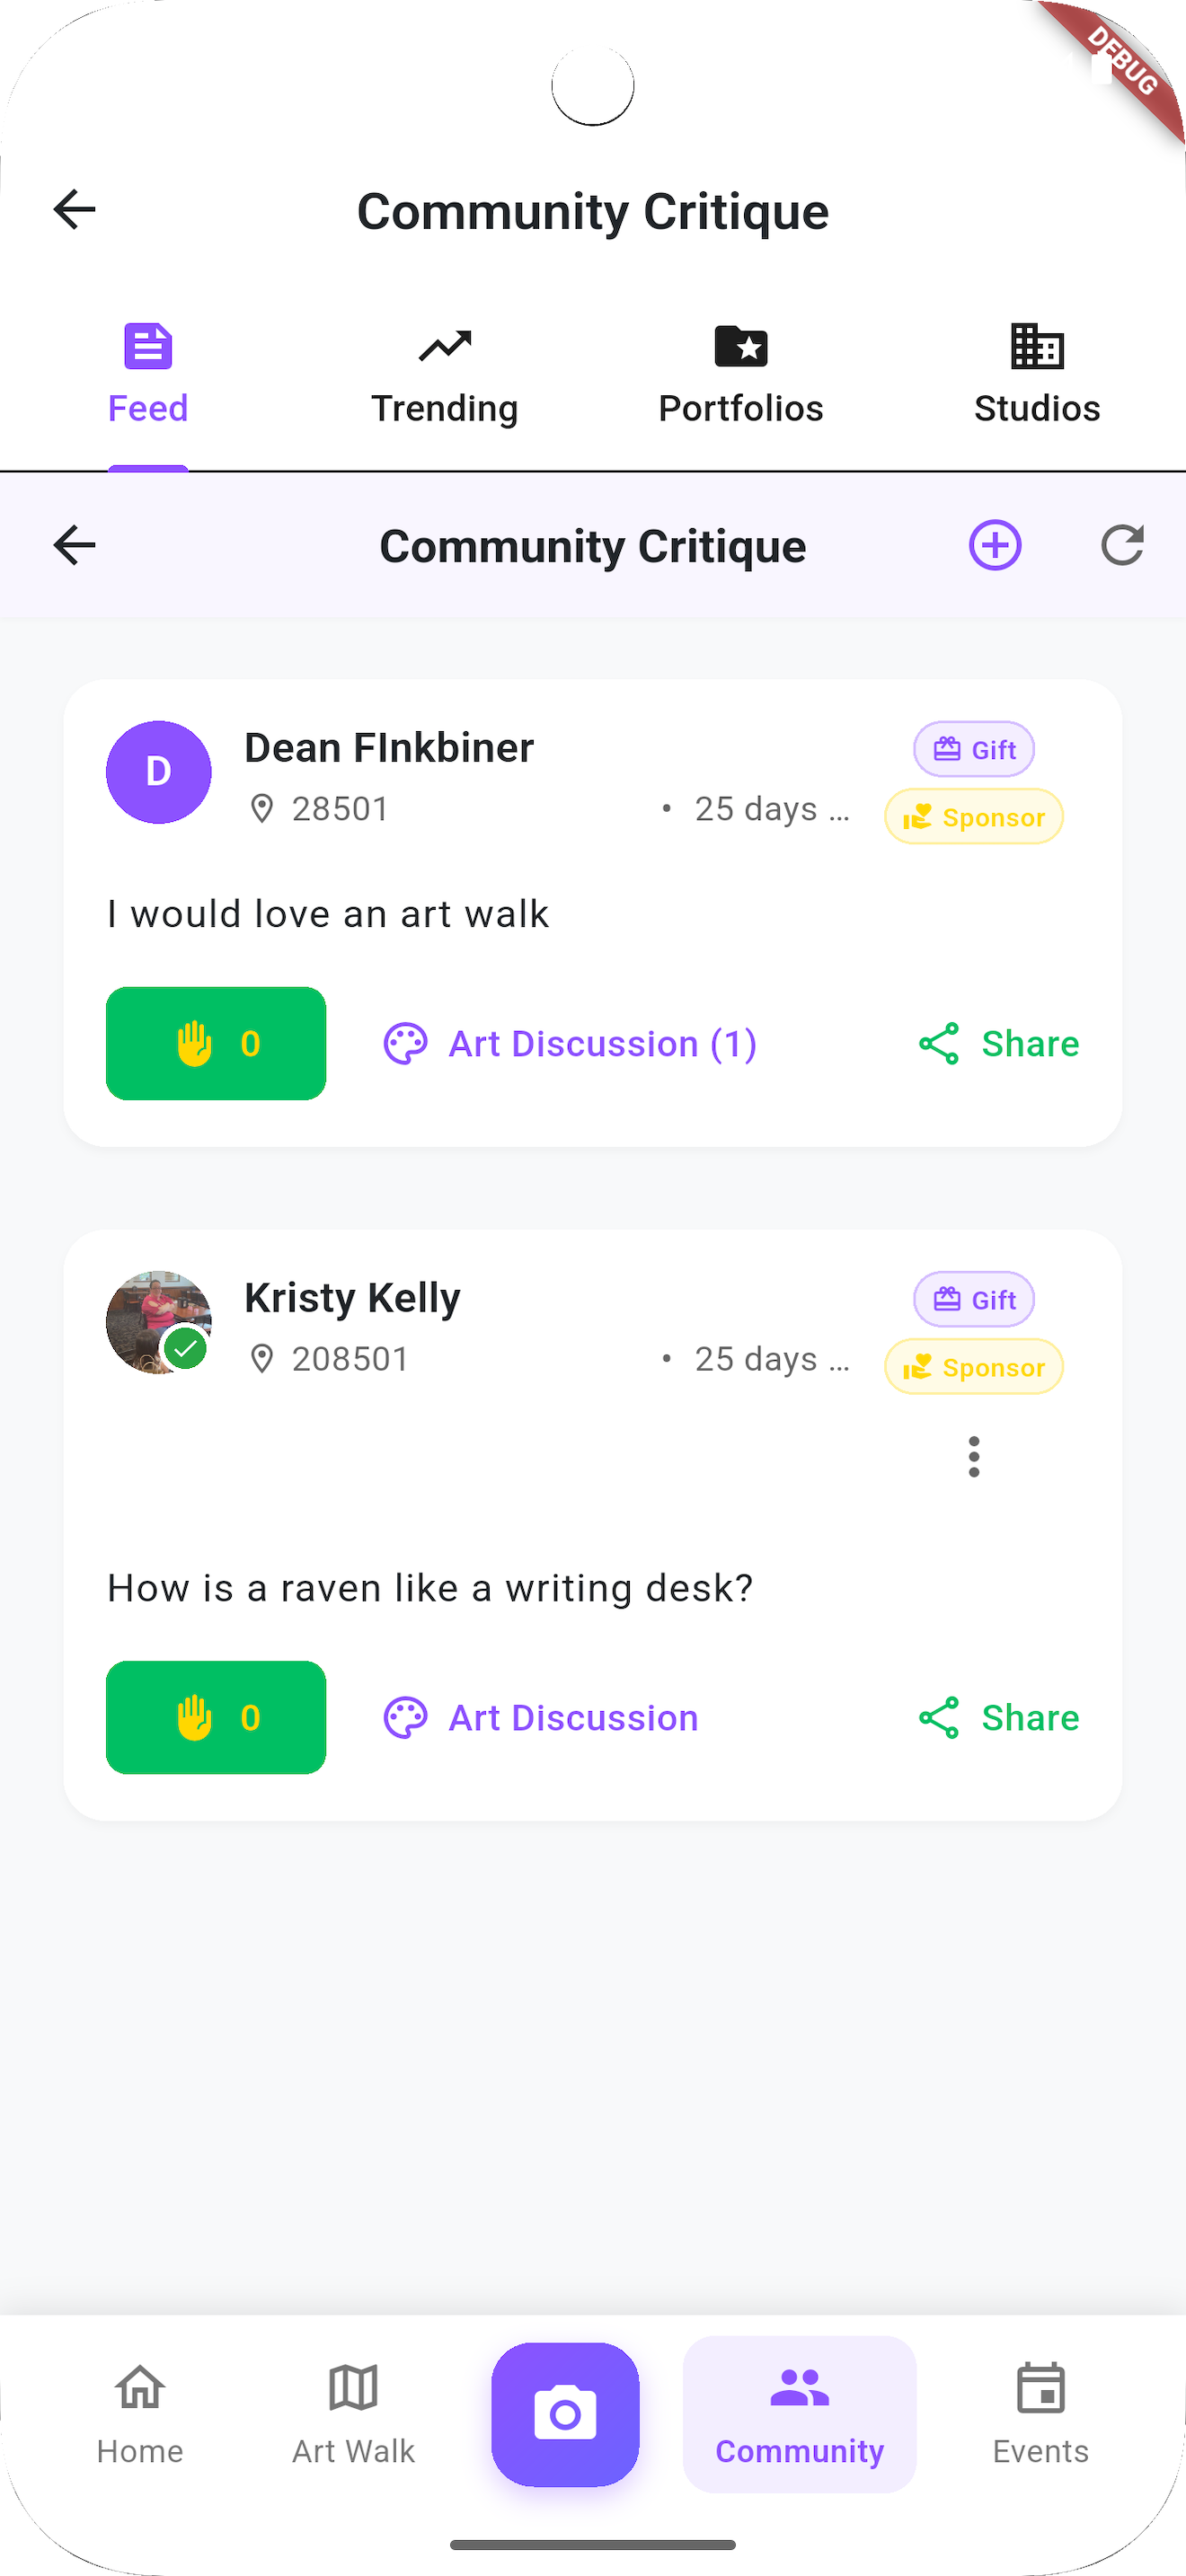 DEBUG
Community Critique
Feed
Trending
Portfolios
Studios
Community Critique
Dean FInkbiner
28501
• 25 days ...
Gift
Sponsor
I would love an art walk
0
Art Discussion (1)
Share
Kristy Kelly
208501
• 25 days ...
Gift
Sponsor
How is a raven like a writing desk?
0
Art Discussion
Share
Home
Art Walk
Community
Events
D